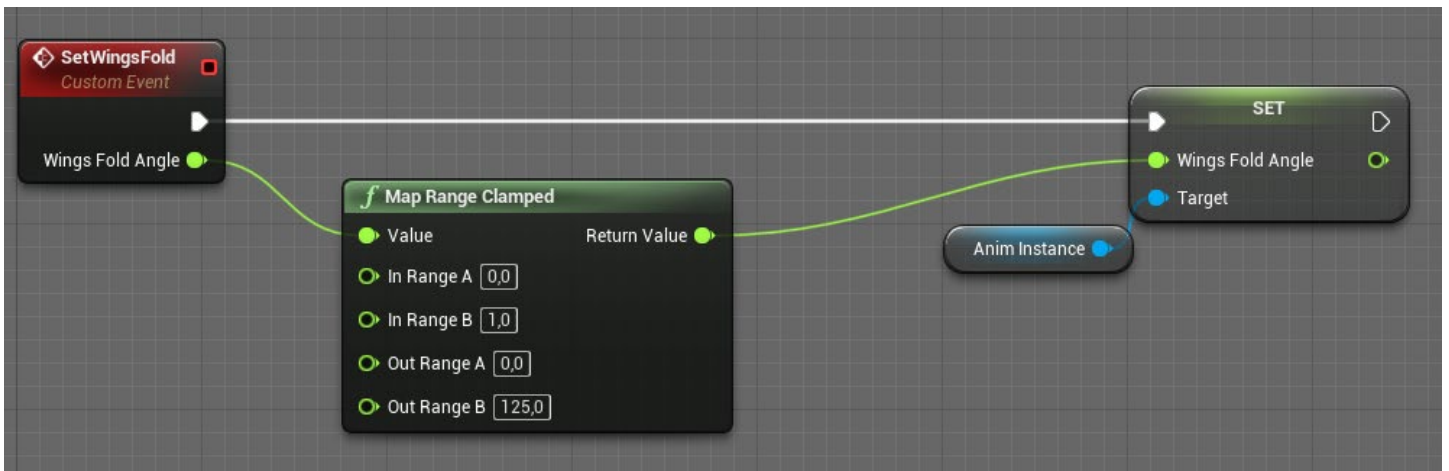 SetWingsFold
Custom Event
Wings Fold Angle
f Map Range Clamped
Value Return Value
In Range A 0,0
In Range B 1,0
Out Range A 0,0
Out Range B 125,0
Anim Instance
SET
Wings Fold Angle
Target